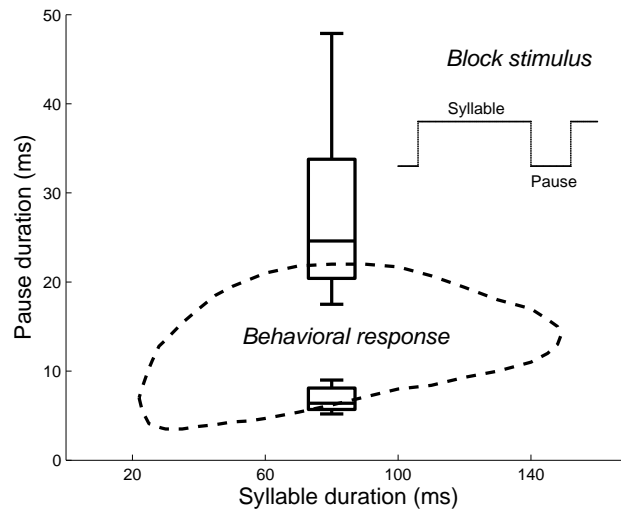 50
Block stimulus
40
Syllable
30
Pause
Pause duration (ms)
20
Behavioral response
10
0
20
60
100
140
Syllable duration (ms)